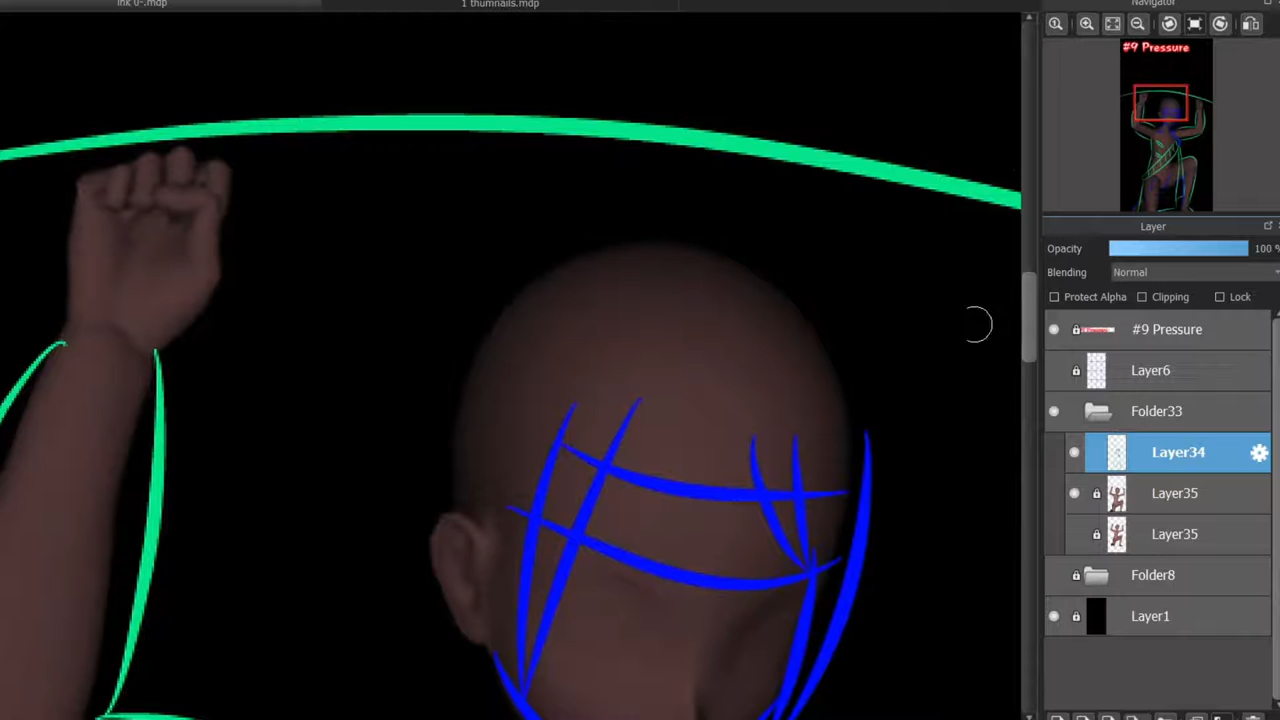 ink 0-.mdp
1 thumnails.mdp
Navigator
#9 Pressure
Layer
Opacity 100 %
Blending Normal
Protect Alpha Clipping Lock
#9 Pressure
Layer6
Folder33
Layer34
Layer35
Layer35
Folder8
Layer1